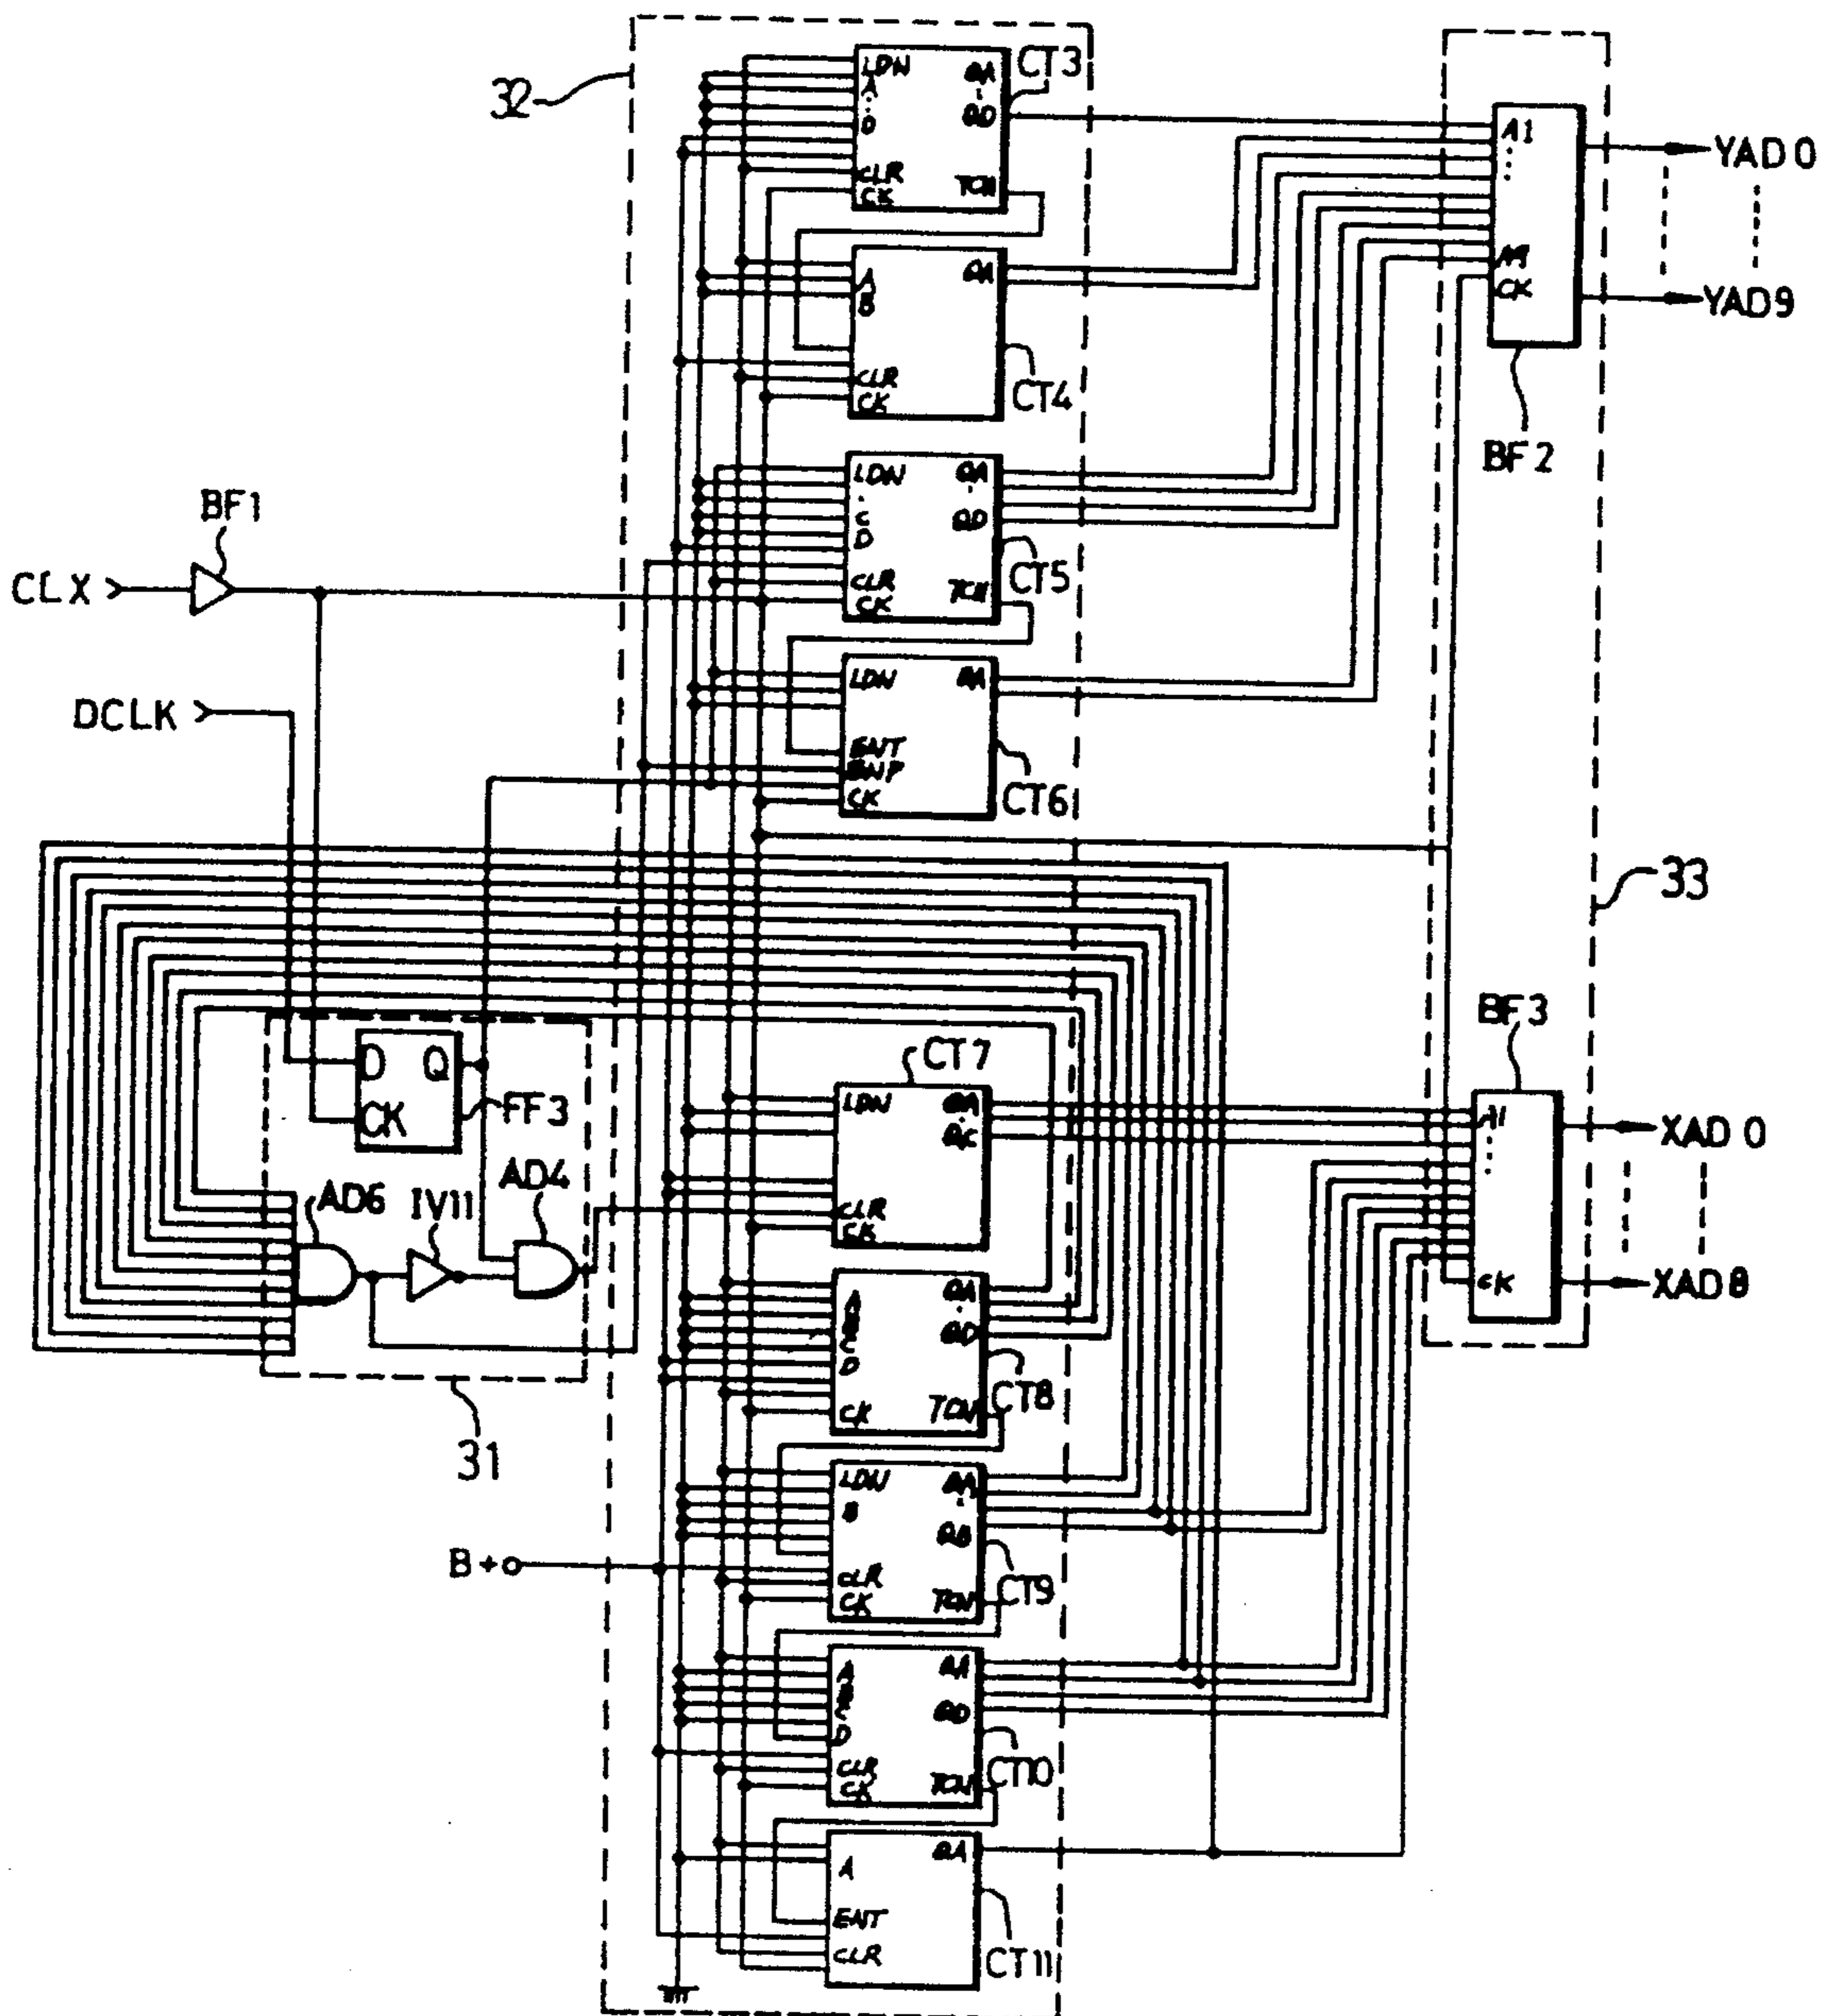 32
LDN
A
D
CLR
CK
QA
QD
TCN
CT3
A
B
CLR
CK
QA
CT4
LDN
C
D
CLR
CK
QA
QD
TCN
CT5
LDN
ENT
ENP
CK
QA
CT6
BF1
CLX
DCLK
A1
A9
CK
BF2
YAD0
YAD9
33
D
Q
CK
FF3
AD6
IV11
AD4
31
CT7
LDN
CLR
CK
QA
QC
A
B
C
D
CK
QA
QD
TCN
CT8
LDN
B
CLR
CK
QA
TCN
CT9
B+
A
B
C
D
CLR
CK
QA
QD
TCN
CT10
A
ENT
CLR
QA
CT11
BF3
A1
CK
XAD0
XAD8